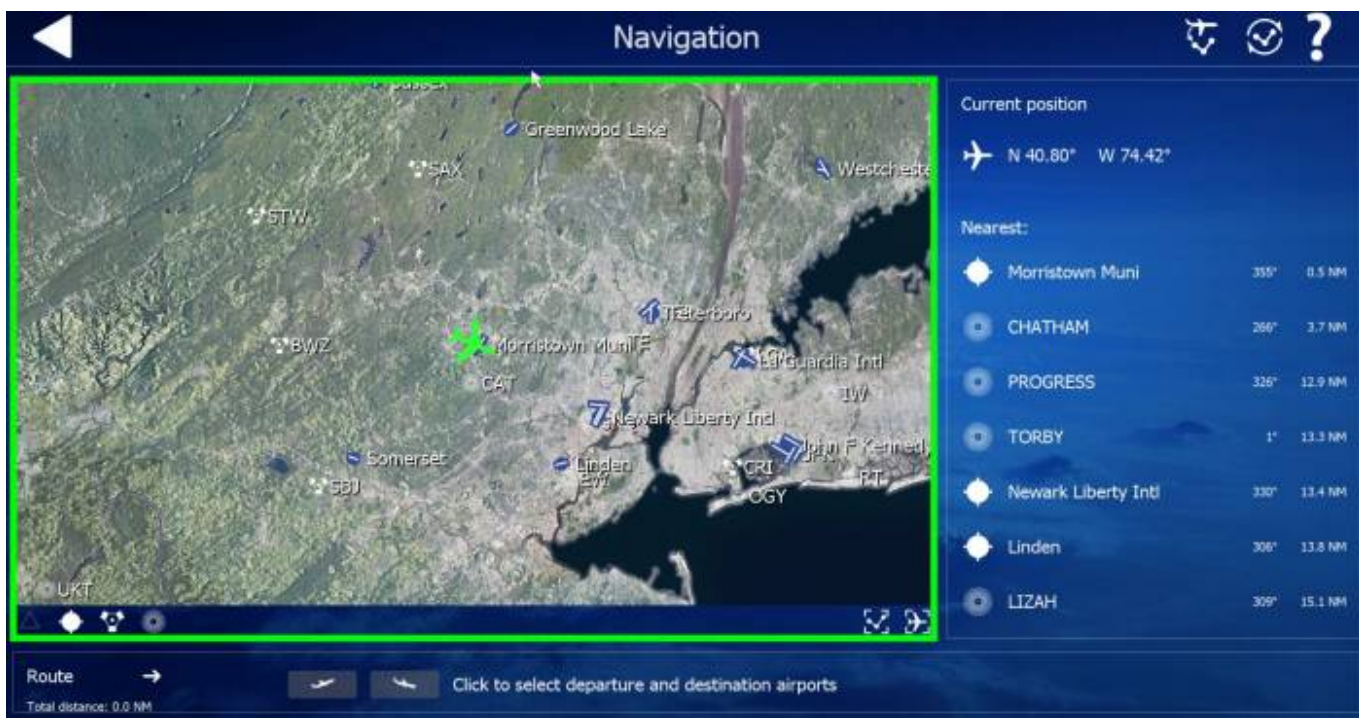 Navigation
?
Sussex
Greenwood Lake
Westcheste
SAX
STW
Teterboro
BWZ
Morristown Muni
TE
La Guardia Intl
CAT
IW
Newark Liberty Intl
John F Kennedy
Somerset
Linden
CRI
SBJ
RT
OGY
UKT
Current position
N 40.80° W 74.42°
Nearest:
Morristown Muni 355° 0.5 NM
CHATHAM 266° 3.7 NM
PROGRESS 326° 12.9 NM
TORBY 1° 13.3 NM
Newark Liberty Intl 330° 13.4 NM
Linden 306° 13.8 NM
LIZAH 309° 15.1 NM
Route
Click to select departure and destination airports
Total distance: 0.0 NM